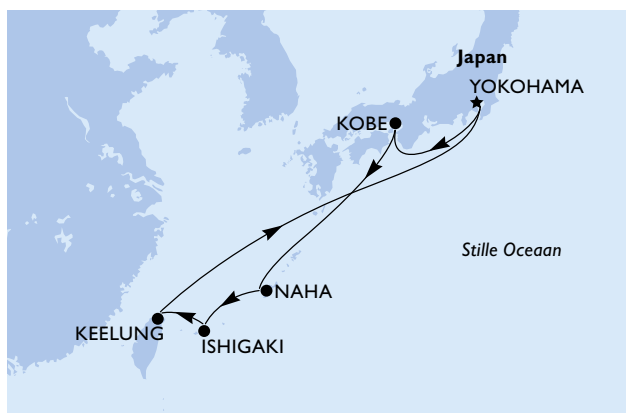 Japan
YOKOHAMA
KOBE
Stille Oceaan
NAHA
KEELUNG
ISHIGAKI